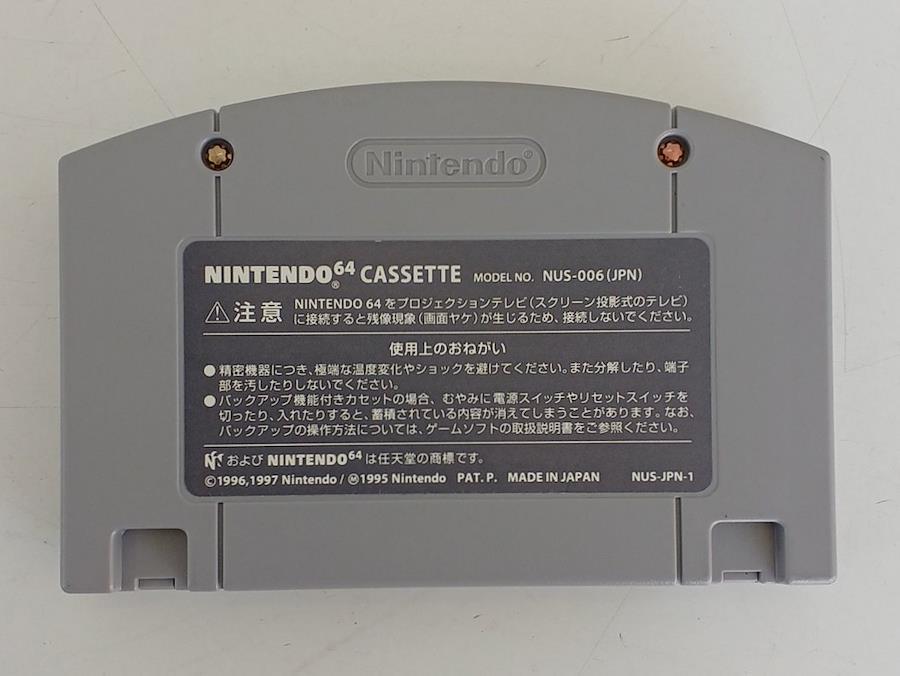 Nintendo®
NINTENDO64® CASSETTE MODEL NO. NUS-006(JPN)
⚠注意 NINTENDO 64をプロジェクションテレビ(スクリーン投影式のテレビ)
に接続すると残像現象(画面ヤケ)が生じるため、接続しないでください。
使用上のおねがい
●精密機器につき、極端な温度変化やショックを避けてください。また分解したり、端子
部を汚したりしないでください。
●バックアップ機能付きカセットの場合、むやみに電源スイッチやリセットスイッチを
切ったり、入れたりすると、蓄積されている内容が消えてしまうことがあります。なお、
バックアップの操作方法については、ゲームソフトの取扱説明書をご参照ください。
および NINTENDO64 は任天堂の商標です。
©1996,1997 Nintendo / Ⓜ1995 Nintendo PAT. P. MADE IN JAPAN NUS-JPN-1